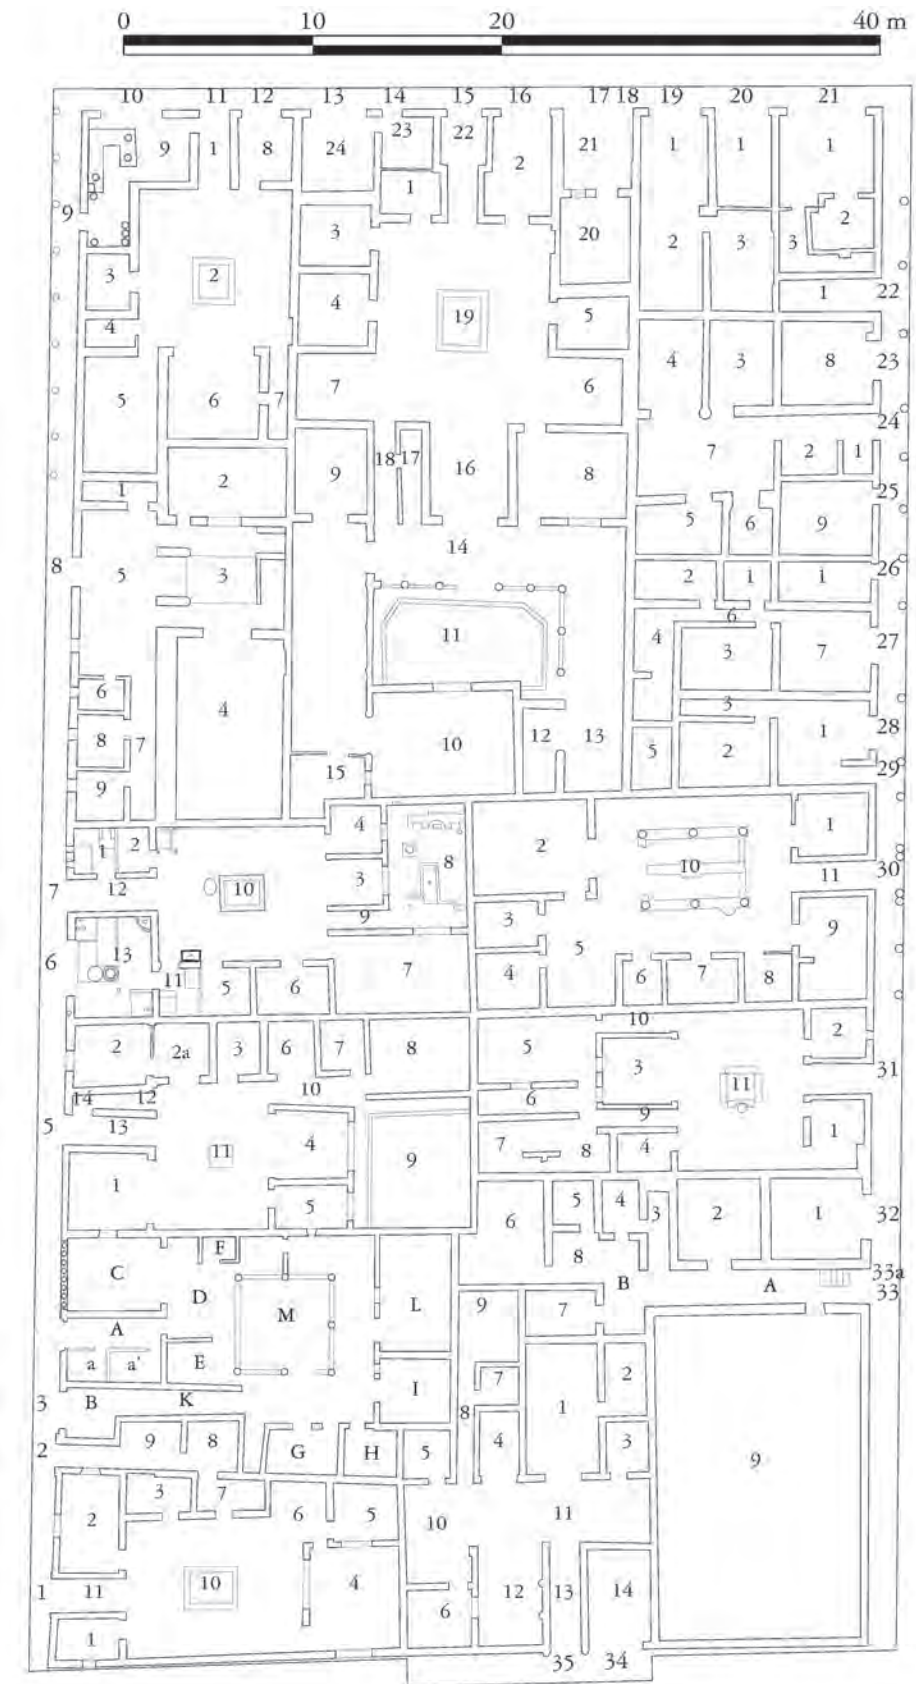 0 10 20 40 m
10 11 12 13 14 15 16 17 18 19 20 21
9 1 8 24 23 22 2 21 1 1 1
1
9 3 20 2 3 3 2
3 2 4 19 5 1 22
4 4 3 8 23
5 6 7 7 6 24
18 17 16 7 2 1
2 9 8 25
1 5 6 9
14
8 5 3 2 1 1 26
6
11 4 3 7 27
6 4 3
8 7 10 12 13 1 28
9 15 5 2 29
4 1
1 2 2
7 12 10 3 8 10 11 30
9 3 9
6 13 11 5 6 7 5 4 6 7 8
10 2
2 2a 3 6 7 8 5 3 11 31
14 12 10 6
5 13 9
11 4 9 7 8 4 1
1 5 6 5 4 3 2 1 32
F
C 8 33a
D B A 33
M L 9 7
A
a a' E I 7 2
3 B K 8 1
2 9 8 G H 5 4 3 9
3 7
2 6 5 10 11
10 4
1 11 6 12 13 14
1
35 34